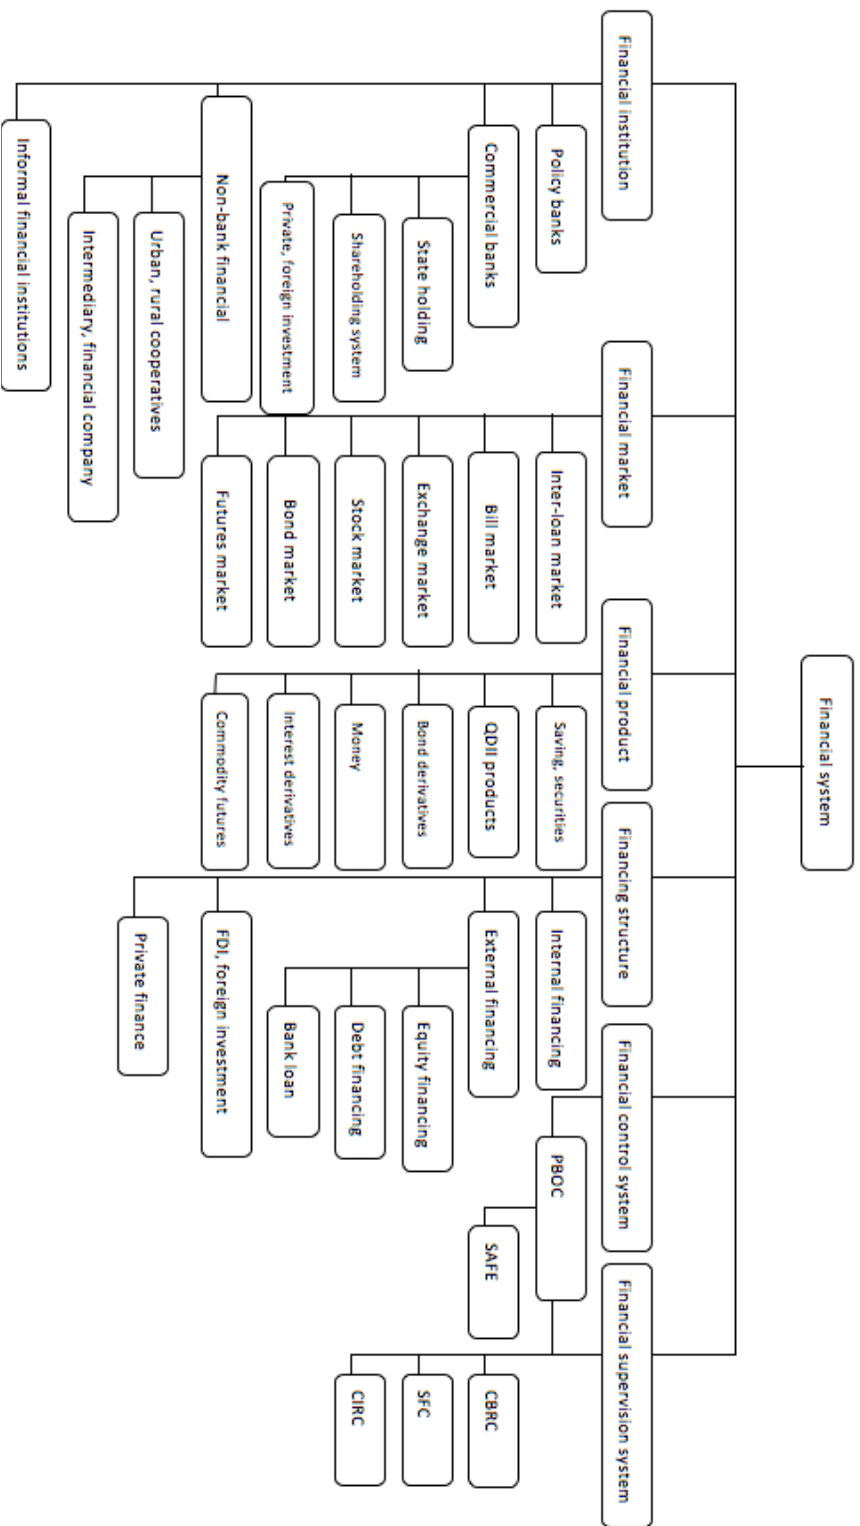 Financial system
Financial institution
Policy banks
Commercial banks
State holding
Shareholding system
Private, foreign investment
Non-bank financial
Urban, rural cooperatives
Intermediary, financial company
Informal financial institutions
Financial market
Inter-loan market
Bill market
Exchange market
Stock market
Bond market
Futures market
Financial product
Saving, securities
QDII products
Bond derivatives
Money
Interest derivatives
Commodity futures
Financing structure
Internal financing
External financing
Equity financing
Debt financing
Bank loan
FDI, foreign investment
Private finance
Financial control system
PBOC
SAFE
Financial supervision system
CBRC
SFC
CIRC